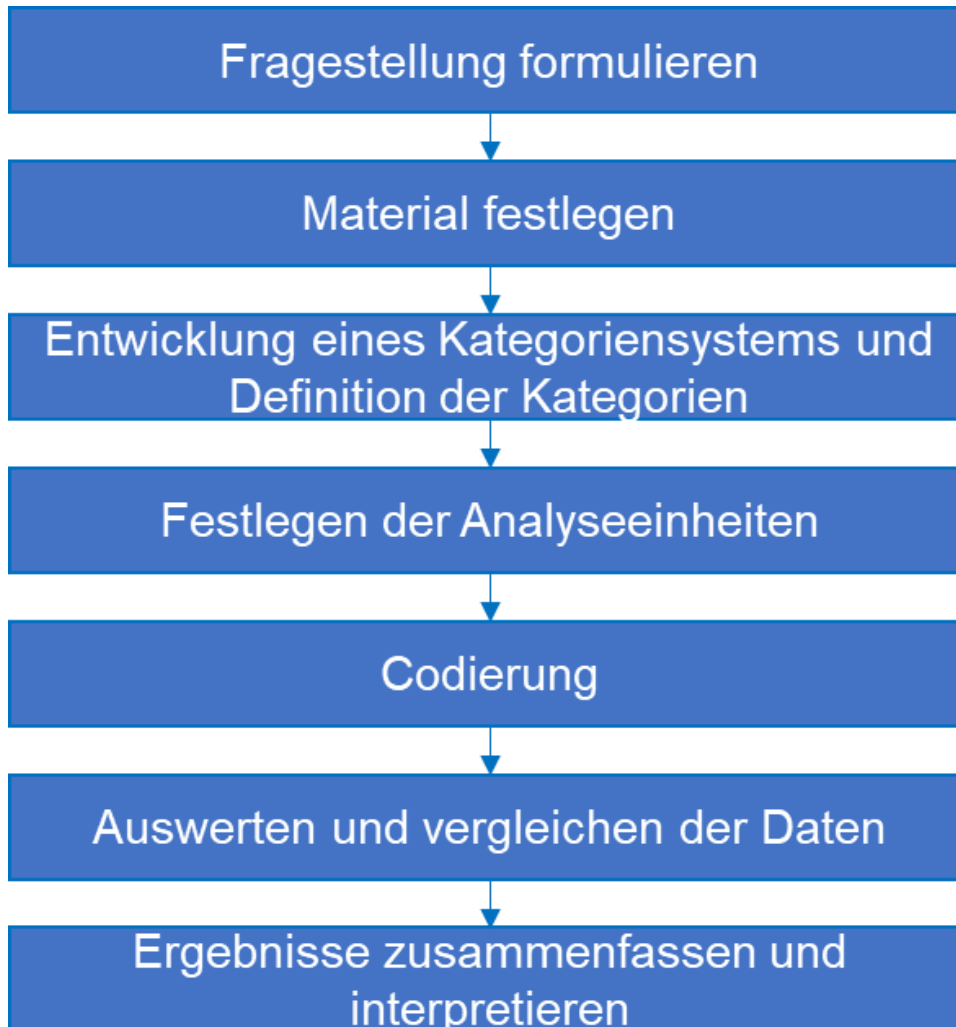 Fragestellung formulieren
Material festlegen
Entwicklung eines Kategoriensystems und
Definition der Kategorien
Festlegen der Analyseeinheiten
Codierung
Auswerten und vergleichen der Daten
Ergebnisse zusammenfassen und
interpretieren